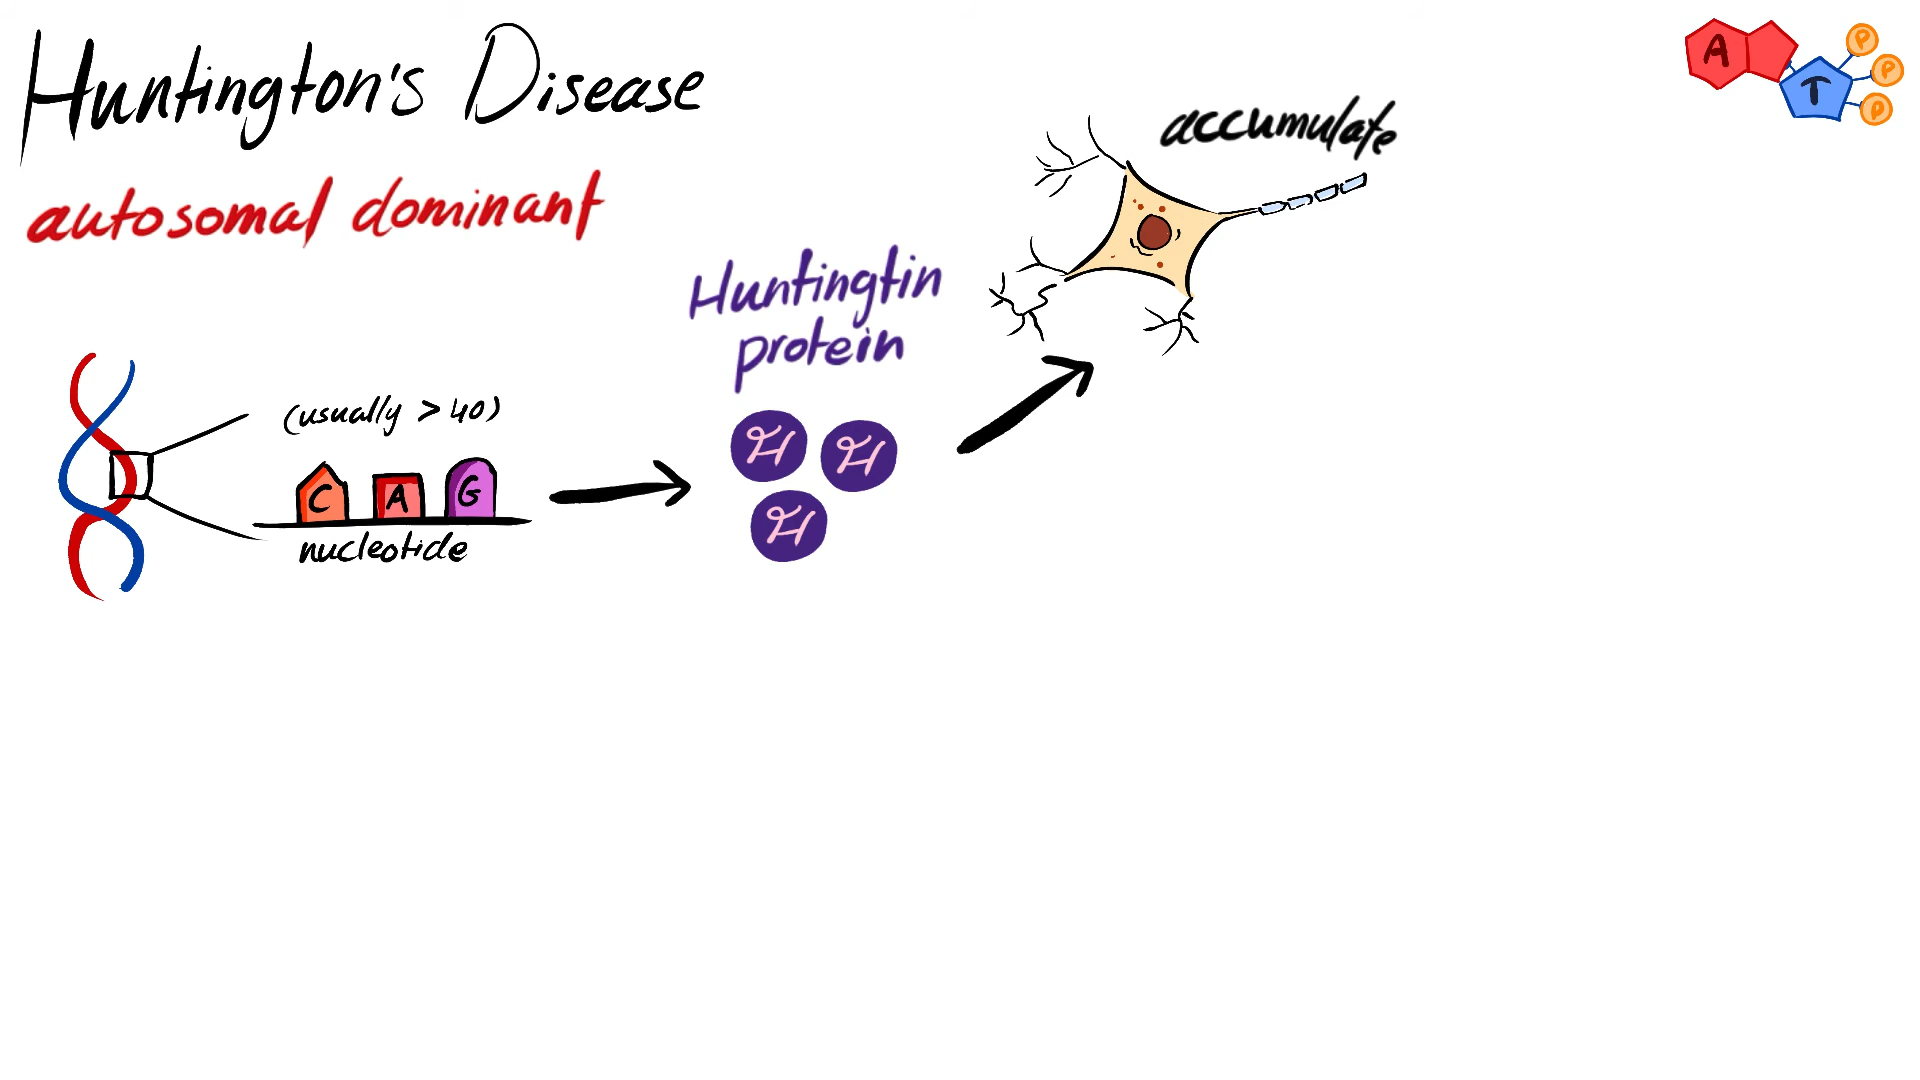 Huntington's Disease
autosomal dominant
accumulate
Huntingtin
protein
(usually > 40)
C A G
nucleotide
H H
H
A T P P P